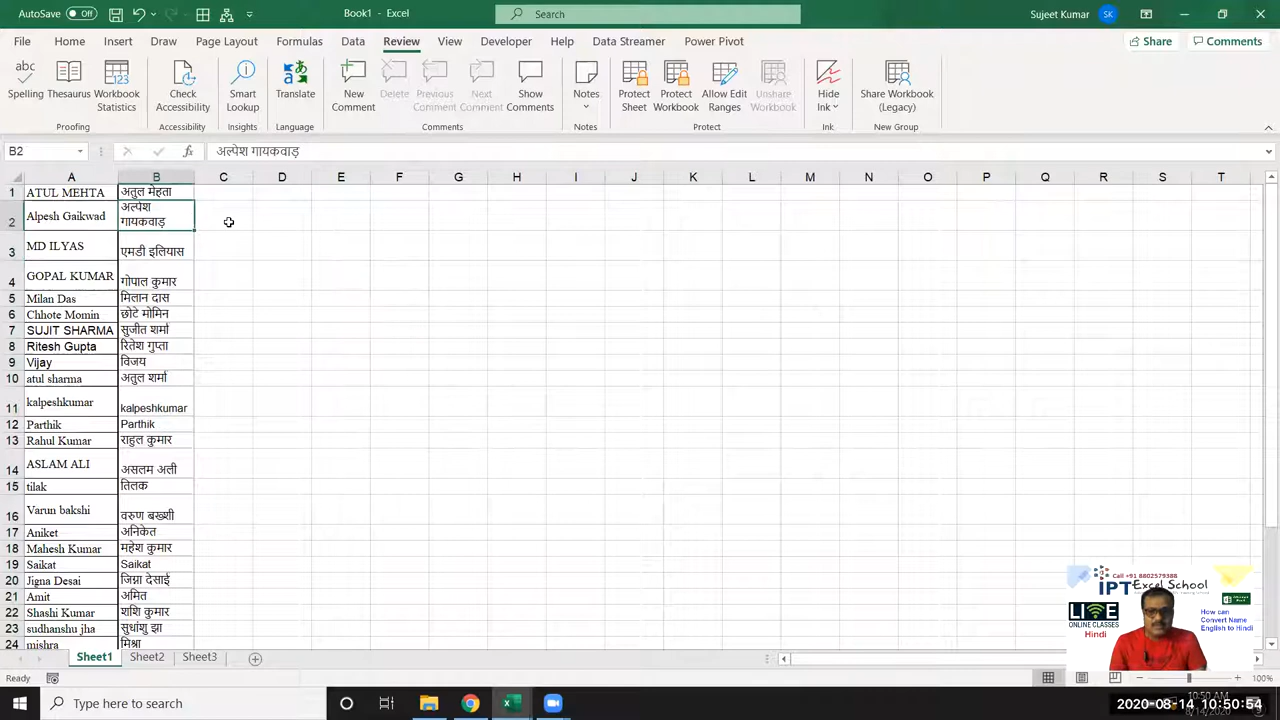 AutoSave Off Book1 - Excel Search Sujeet Kumar SK
File Home Insert Draw Page Layout Formulas Data Review View Developer Help Data Streamer Power Pivot Share Comments
Spelling Thesaurus Workbook Statistics Check Accessibility Smart Lookup Translate New Comment Delete Previous Comment Next Comment Show Comments Notes Protect Sheet Protect Workbook Allow Edit Ranges Unshare Workbook Hide Ink Share Workbook (Legacy)
Proofing Accessibility Insights Language Comments Notes Protect Ink New Group
B2 fx अल्पेश गायकवाड़
A B C D E F G H I J K L M N O P Q R S T
1 ATUL MEHTA अतुल मेहता
2 Alpesh Gaikwad अल्पेश गायकवाड़
3 MD ILYAS एमडी इलियास
4 GOPAL KUMAR गोपाल कुमार
5 Milan Das मिलान दास
6 Chhote Momin छोटे मोमिन
7 SUJIT SHARMA सुजीत शर्मा
8 Ritesh Gupta रितेश गुप्ता
9 Vijay विजय
10 atul sharma अतुल शर्मा
11 kalpeshkumar kalpeshkumar
12 Parthik Parthik
13 Rahul Kumar राहुल कुमार
14 ASLAM ALI असलम अली
15 tilak तिलक
16 Varun bakshi वरुण बख्शी
17 Aniket अनिकेत
18 Mahesh Kumar महेश कुमार
19 Saikat Saikat
20 Jigna Desai जिग्ना देसाई
21 Amit अमित
22 Shashi Kumar शशि कुमार
23 sudhanshu jha सुधांशु झा
24 mishra मिश्रा
Call +91 8802579388
IPT Excel School
LIVE
ONLINE CLASSES
Hindi
How can
Convert Name
English to Hindi
Sheet1 Sheet2 Sheet3
Ready 100%
Type here to search
10:50 AM
8/14/2020
2020-08-14 10:50:54